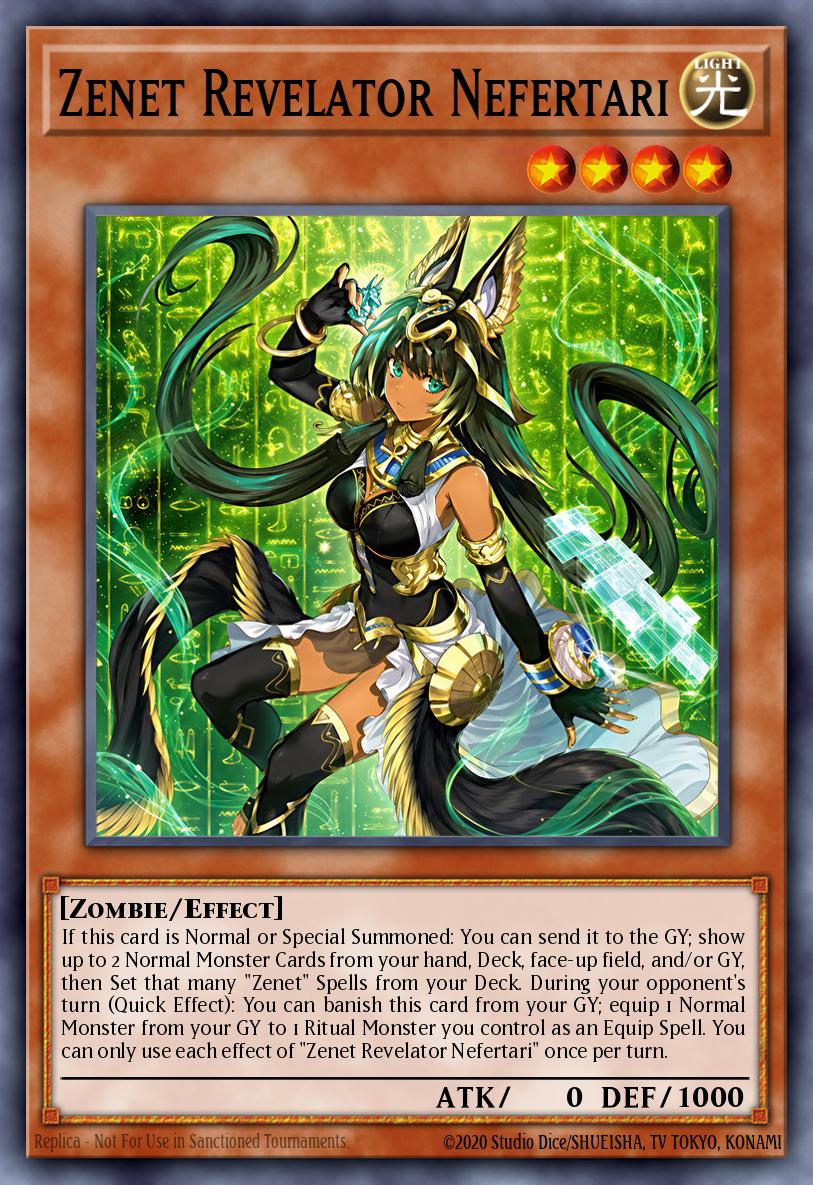 ZENET REVELATOR NEFERTARI
LIGHT
光
[ZOMBIE/EFFECT]
If this card is Normal or Special Summoned: You can send it to the GY; show
up to 2 Normal Monster Cards from your hand, Deck, face-up field, and/or GY,
then Set that many "Zenet" Spells from your Deck. During your opponent's
turn (Quick Effect): You can banish this card from your GY; equip 1 Normal
Monster from your GY to 1 Ritual Monster you control as an Equip Spell. You
can only use each effect of "Zenet Revelator Nefertari" once per turn.
ATK/ 0 DEF/1000
Replica - Not For Use in Sanctioned Tournaments.
©2020 Studio Dice/SHUEISHA, TV TOKYO, KONAMI